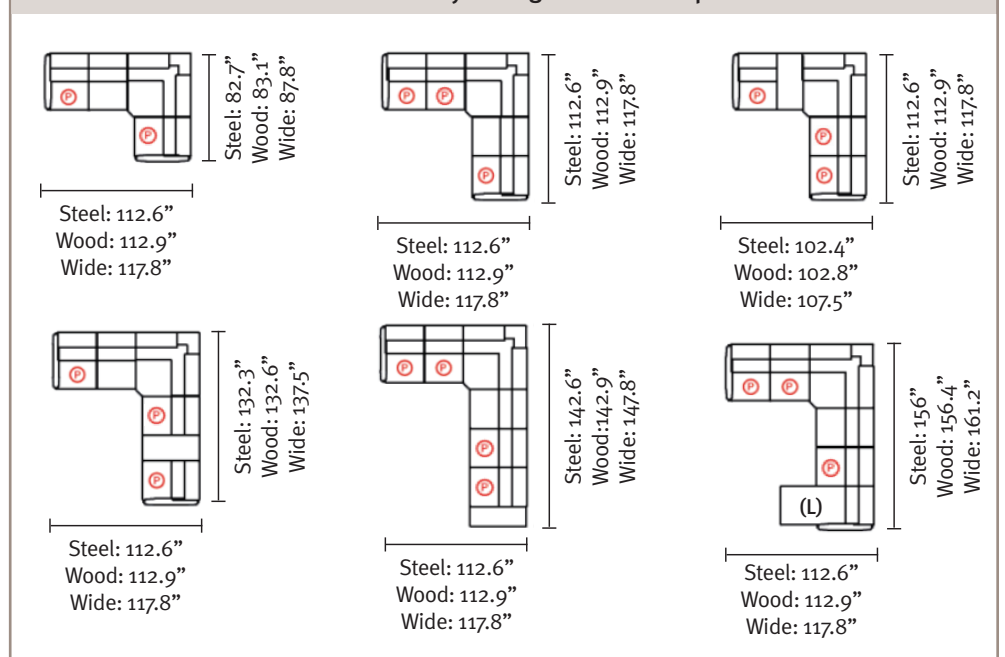 P
P
Steel: 82.7”
Wood: 83.1”
Wide: 87.8”
Steel: 112.6”
Wood: 112.9”
Wide: 117.8”
P P
P
Steel: 112.6”
Wood: 112.9”
Wide: 117.8”
Steel: 112.6”
Wood: 112.9”
Wide: 117.8”
P
P
P
Steel: 112.6”
Wood: 112.9”
Wide: 117.8”
Steel: 102.4”
Wood: 102.8”
Wide: 107.5”
P
P
P
Steel: 132.3”
Wood: 132.6”
Wide: 137.5”
Steel: 112.6”
Wood: 112.9”
Wide: 117.8”
P P
P
P
Steel: 142.6”
Wood:142.9”
Wide: 147.8”
Steel: 112.6”
Wood: 112.9”
Wide: 117.8”
P P
P
(L)
Steel: 156”
Wood: 156.4”
Wide: 161.2”
Steel: 112.6”
Wood: 112.9”
Wide: 117.8”